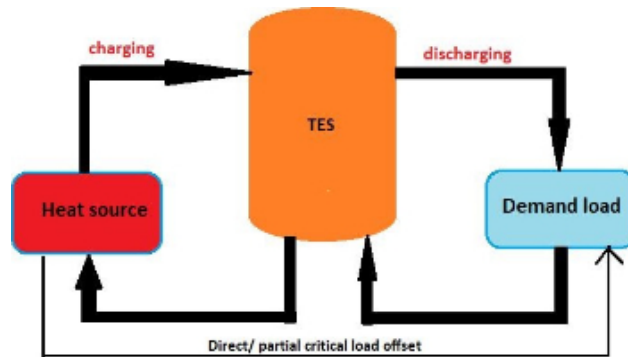 charging
discharging
TES
Heat source
Demand load
Direct/ partial critical load offset